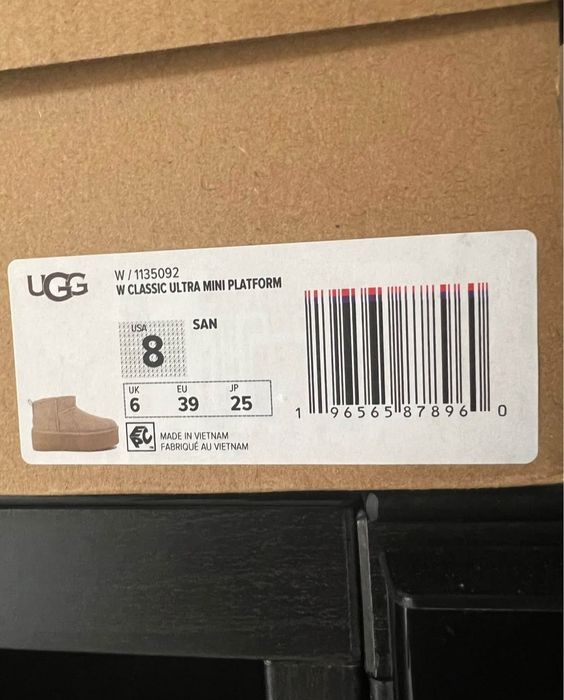 UGG
W / 1135092
W CLASSIC ULTRA MINI PLATFORM
USA
8
SAN
UK EU JP
6 39 25
MADE IN VIETNAM
FABRIQUÉ AU VIETNAM
1 96565 87896 0